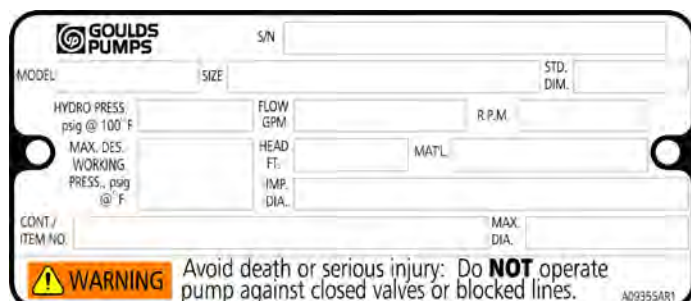 GOULDS PUMPS
S/N
MODEL SIZE STD. DIM.
HYDRO PRESS. psig @ 100°F FLOW GPM R.P.M.
MAX. DES. WORKING PRESS., psig @°F HEAD FT. MAT'L.
IMP. DIA.
CONT./ ITEM NO. MAX. DIA.
WARNING
Avoid death or serious injury: Do NOT operate
pump against closed valves or blocked lines.
A09355AR1